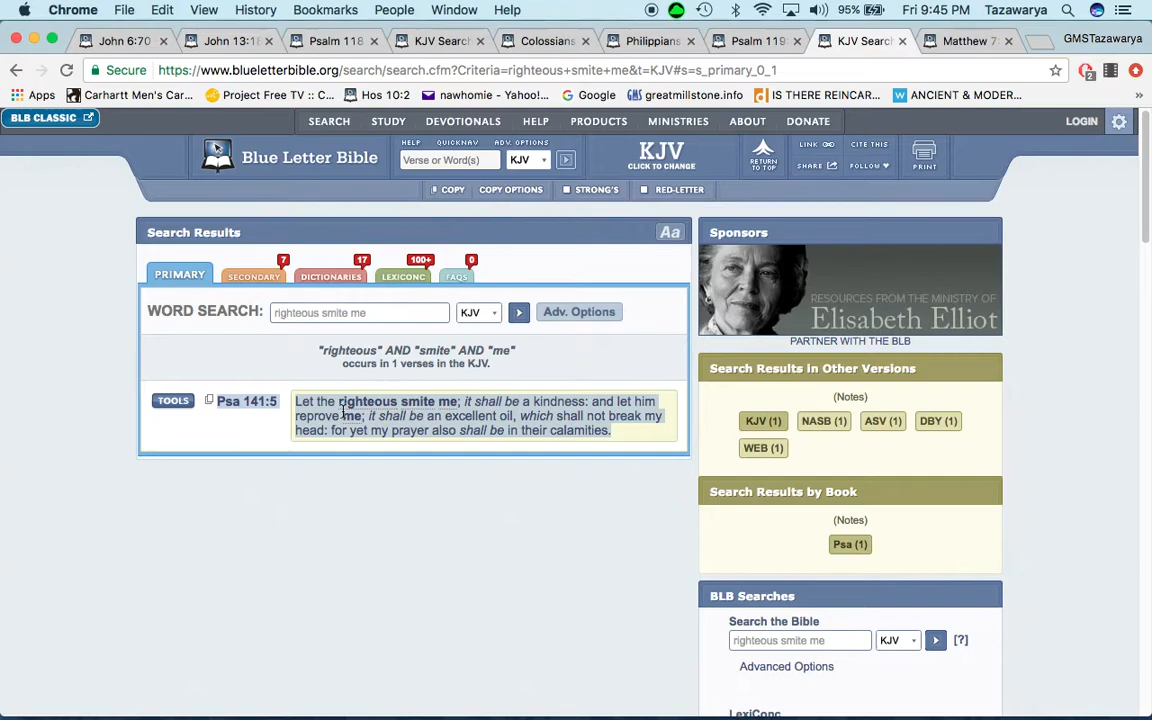 Chrome File Edit View History Bookmarks People Window Help 95% Fri 9:45 PM Tazawarya
John 6:70 John 13:18 Psalm 118 KJV Search Colossians Philippians Psalm 119: KJV Search Matthew 7: GMSTazawarya
Secure https://www.blueletterbible.org/search/search.cfm?Criteria=righteous+smite+me&t=KJV#s=s_primary_0_1
Apps Carhartt Men's Car... Project Free TV :: C... Hos 10:2 nawhomie - Yahoo!... Google greatmillstone.info IS THERE REINCAR... ANCIENT & MODER...
BLB CLASSIC SEARCH STUDY DEVOTIONALS HELP PRODUCTS MINISTRIES ABOUT DONATE LOGIN
HELP QUICKNAV ADV. OPTIONS
Blue Letter Bible Verse or Word(s) KJV
KJV
CLICK TO CHANGE
RETURN
TO TOP
LINK CITE THIS
SHARE FOLLOW
PRINT
COPY COPY OPTIONS STRONG'S RED-LETTER
Search Results Aa
7 17 100+ 0
PRIMARY SECONDARY DICTIONARIES LEXICONC FAQS
WORD SEARCH: righteous smite me KJV Adv. Options
"righteous" AND "smite" AND "me"
occurs in 1 verses in the KJV.
TOOLS Psa 141:5 Let the righteous smite me; it shall be a kindness: and let him
reprove me; it shall be an excellent oil, which shall not break my
head: for yet my prayer also shall be in their calamities.
Sponsors
RESOURCES FROM THE MINISTRY OF
Elisabeth Elliot
PARTNER WITH THE BLB
Search Results in Other Versions
(Notes)
KJV (1) NASB (1) ASV (1) DBY (1)
WEB (1)
Search Results by Book
(Notes)
Psa (1)
BLB Searches
Search the Bible
righteous smite me KJV [?]
Advanced Options
LexiConc